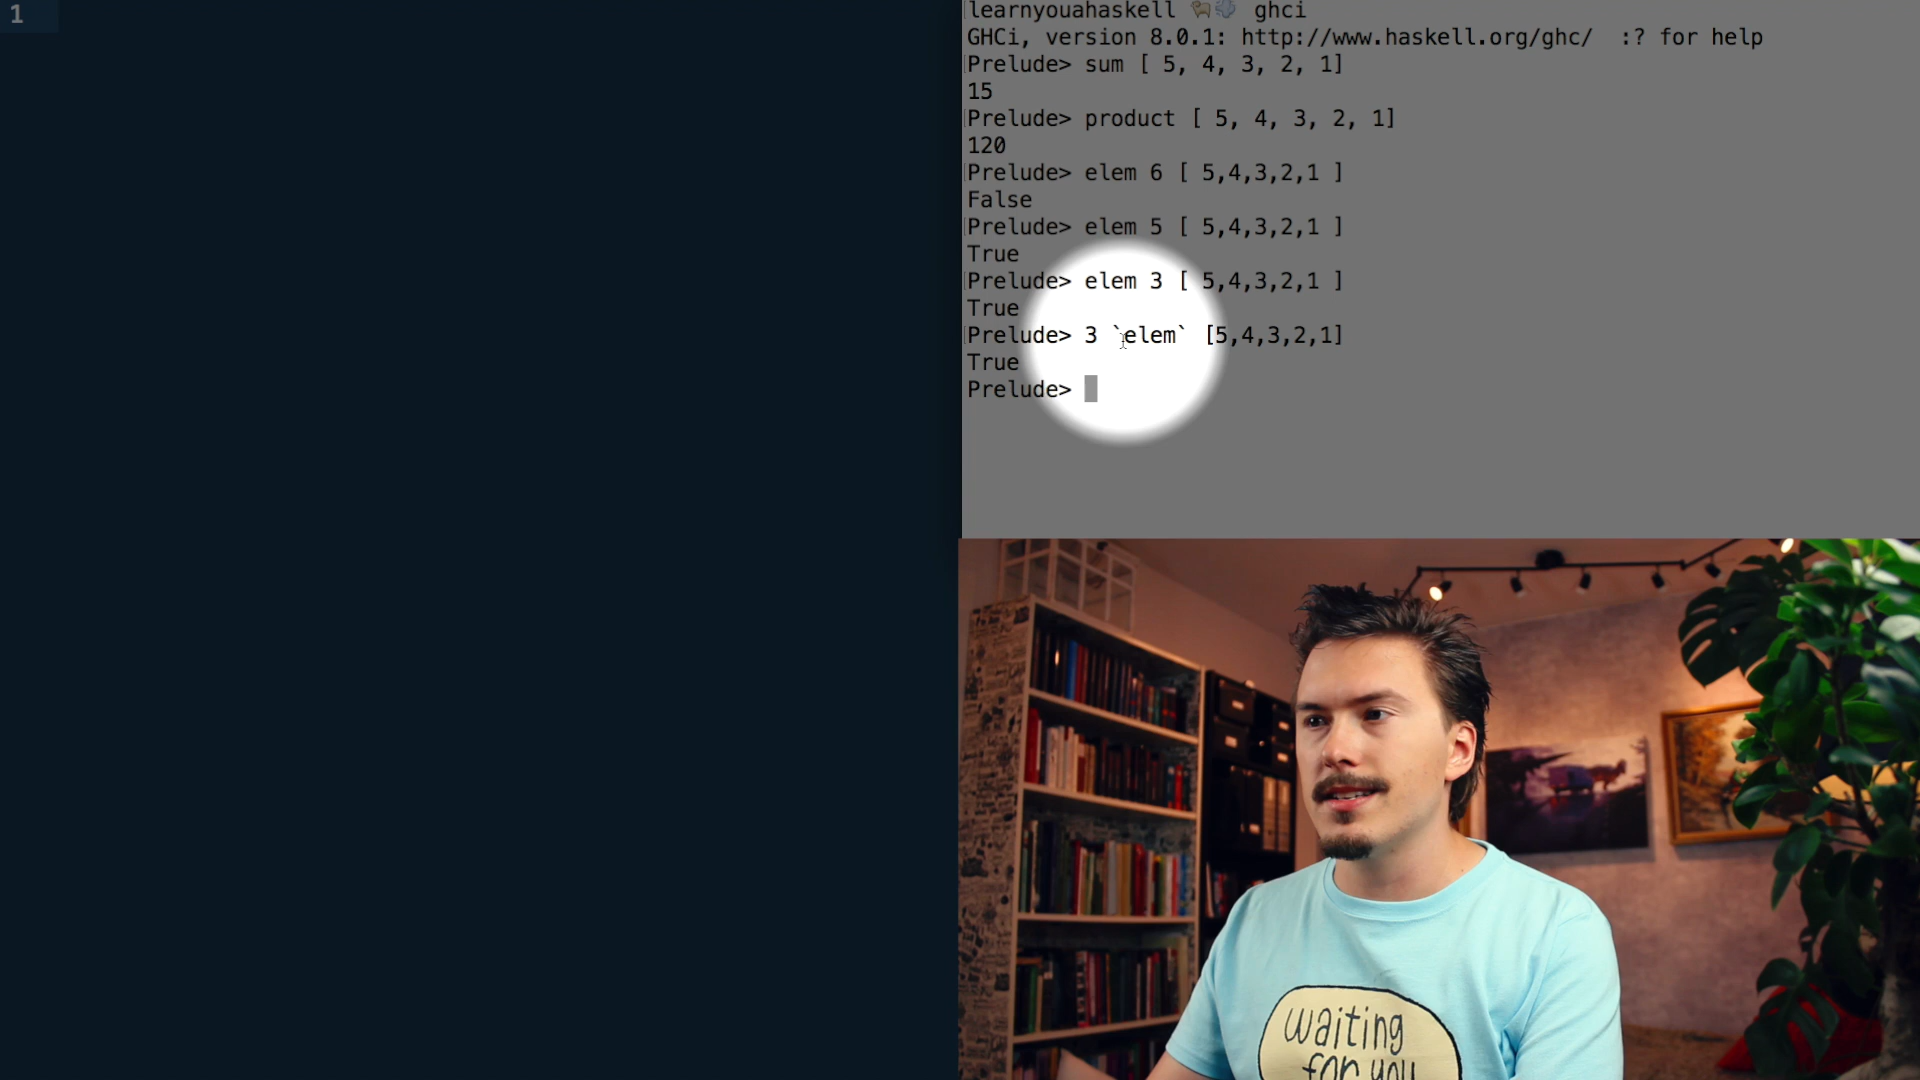 1
learnyouahaskell 🐏💨 ghci
GHCi, version 8.0.1: http://www.haskell.org/ghc/  :? for help
Prelude> sum [ 5, 4, 3, 2, 1]
15
Prelude> product [ 5, 4, 3, 2, 1]
120
Prelude> elem 6 [ 5,4,3,2,1 ]
False
Prelude> elem 5 [ 5,4,3,2,1 ]
True
Prelude> elem 3 [ 5,4,3,2,1 ]
True
Prelude> 3 `elem` [5,4,3,2,1]
True
Prelude>
waiting
for you